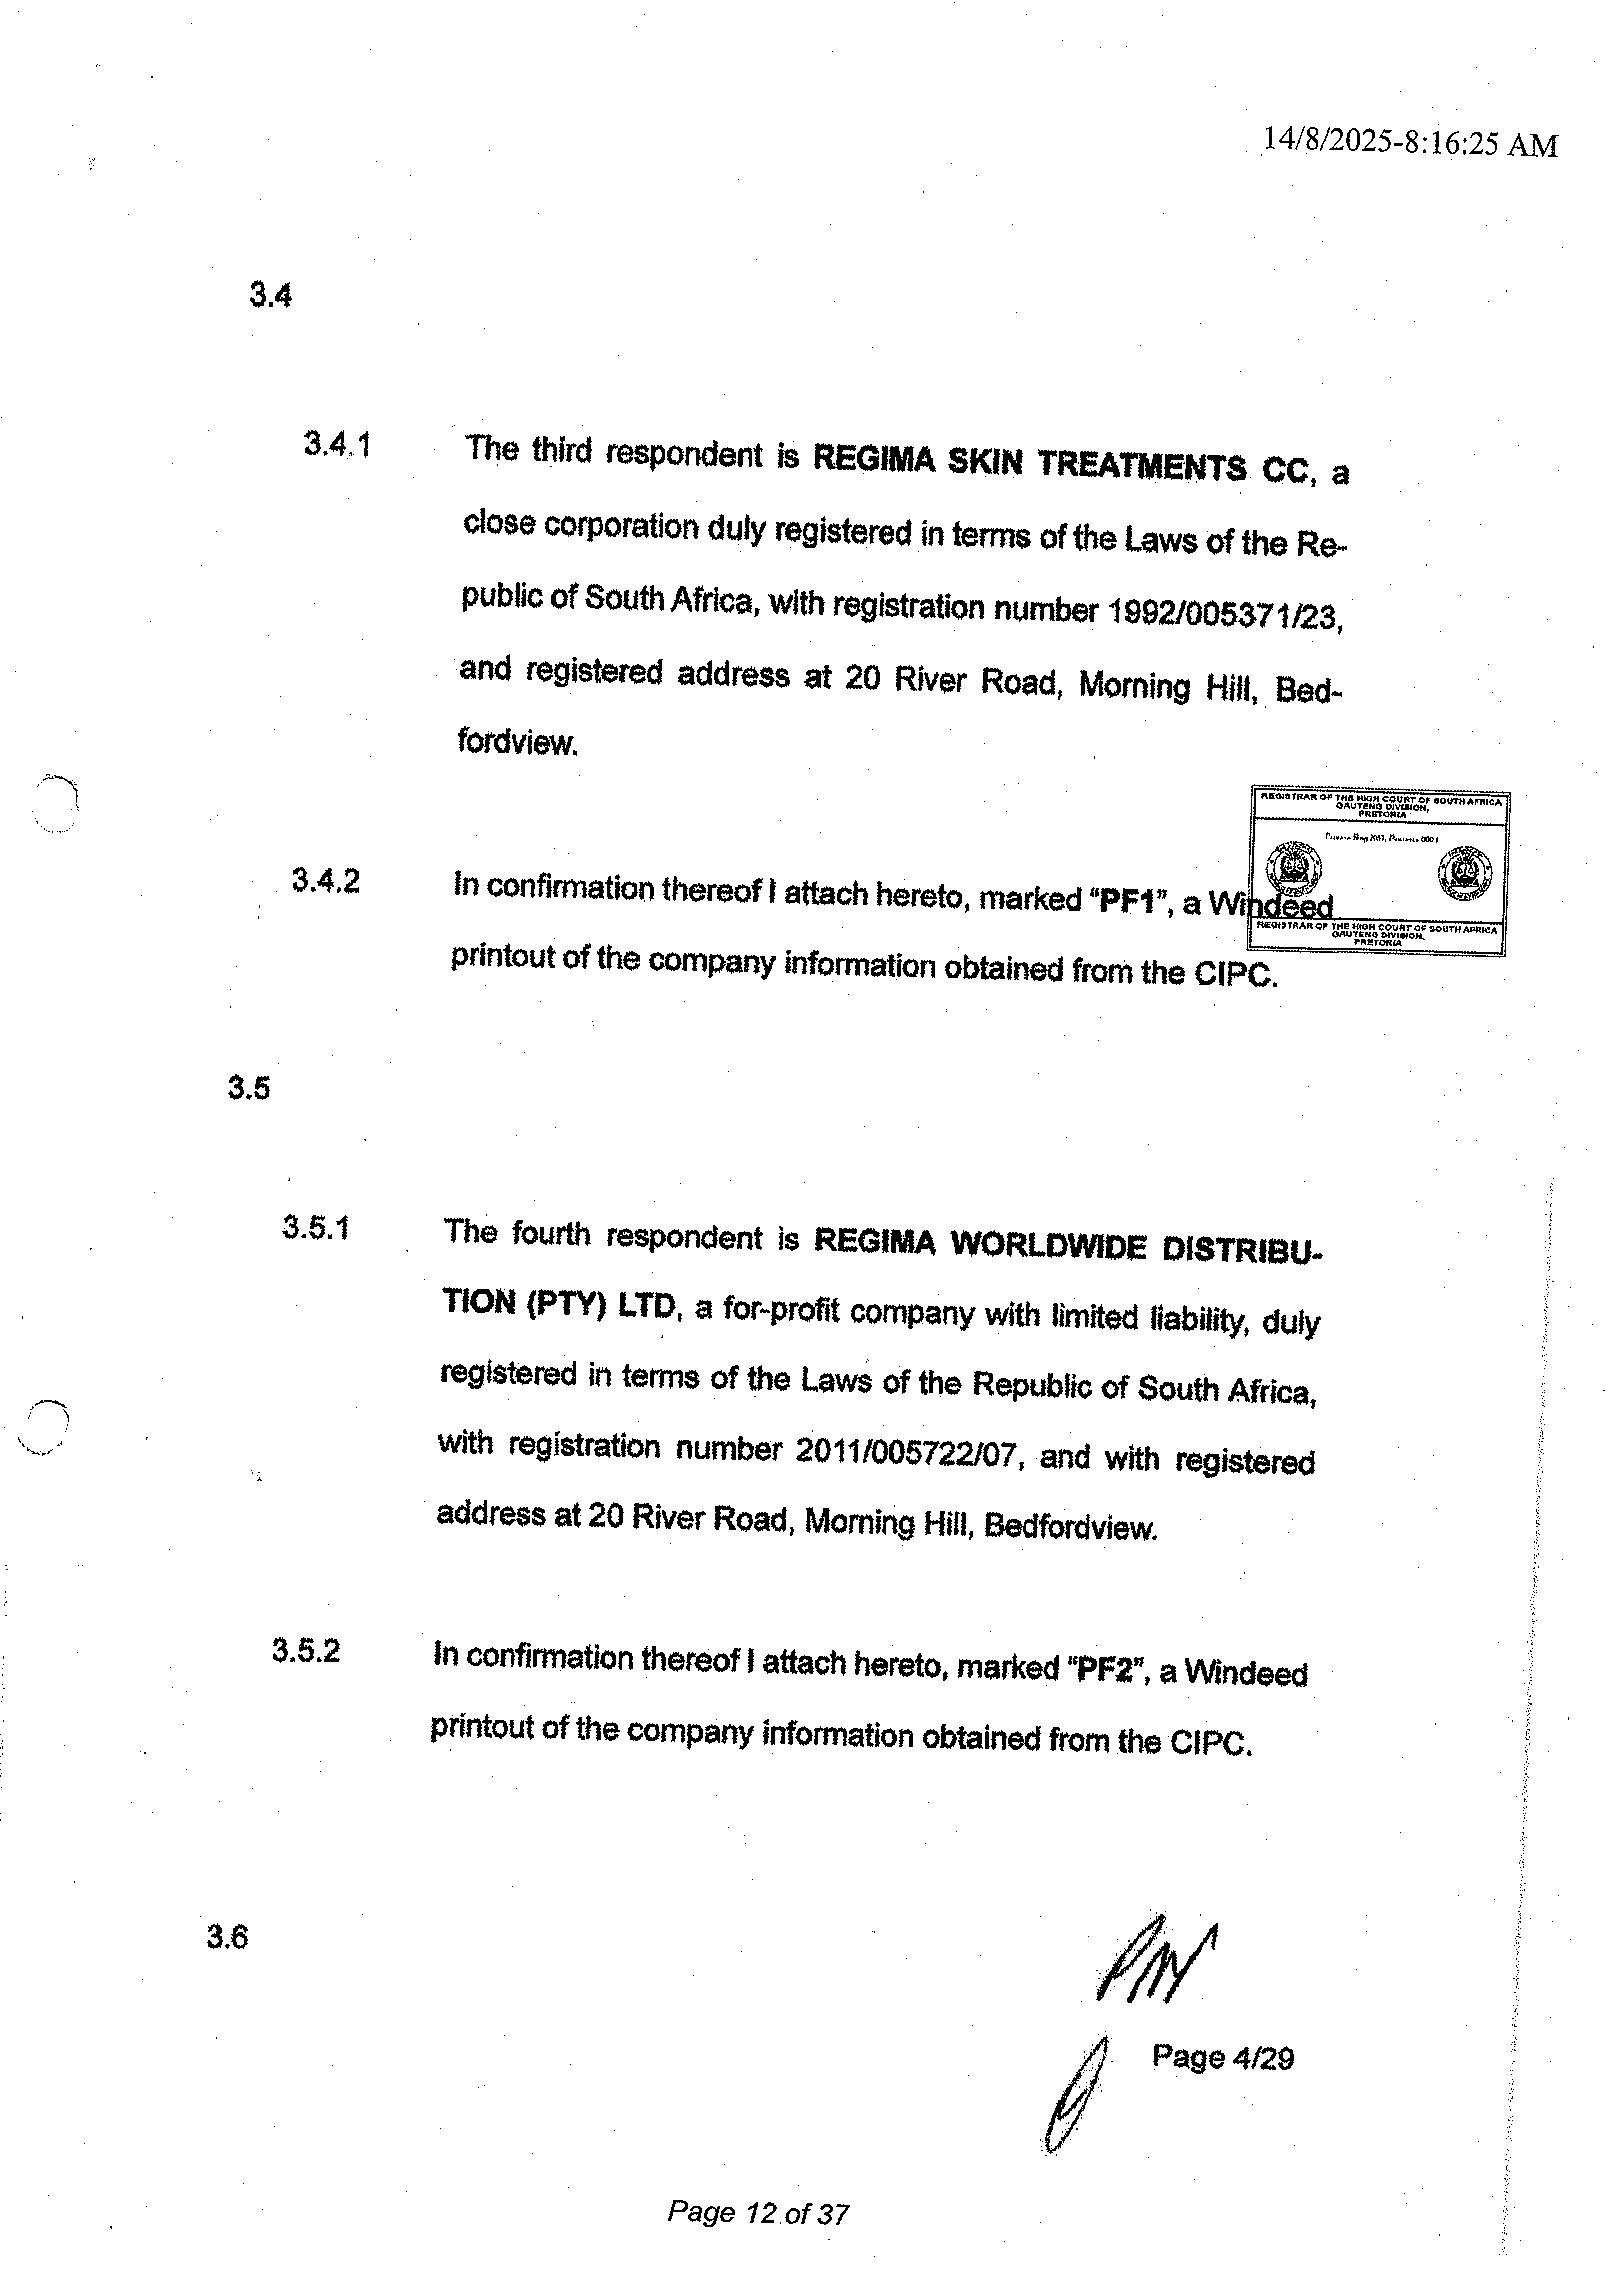 14/8/2025-8:16:25 AM
3.4
3.4.1 The third respondent is REGIMA SKIN TREATMENTS CC, a
close corporation duly registered in terms of the Laws of the Re-
public of South Africa, with registration number 1992/005371/23,
and registered address at 20 River Road, Morning Hill, Bed-
fordview.
REGISTRAR OF THE HIGH COURT OF SOUTH AFRICA
GAUTENG DIVISION,
PRETORIA
3.4.2 In confirmation thereof I attach hereto, marked “PF1”, a Windeed
REGISTRAR OF THE HIGH COURT OF SOUTH AFRICA
GAUTENG DIVISION,
PRETORIA
printout of the company information obtained from the CIPC.
3.5
3.5.1 The fourth respondent is REGIMA WORLDWIDE DISTRIBU-
TION (PTY) LTD, a for-profit company with limited liability, duly
registered in terms of the Laws of the Republic of South Africa,
with registration number 2011/005722/07, and with registered
address at 20 River Road, Morning Hill, Bedfordview.
3.5.2 In confirmation thereof I attach hereto, marked “PF2”, a Windeed
printout of the company information obtained from the CIPC.
3.6
Page 4/29
Page 12 of 37